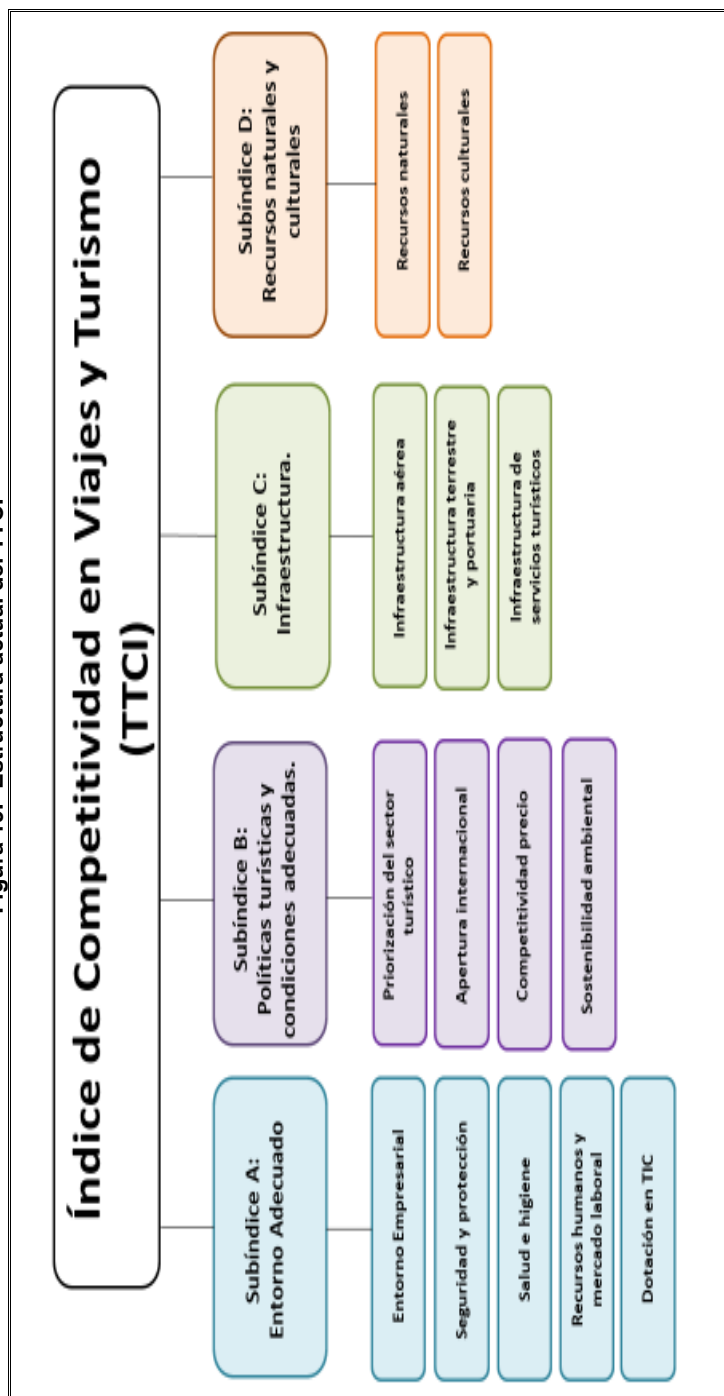 Índice de Competitividad en Viajes y Turismo
(TTCI)
Subíndice A:
Entorno Adecuado
Entorno Empresarial
Seguridad y protección
Salud e higiene
Recursos humanos y
mercado laboral
Dotación en TIC
Subíndice B:
Políticas turísticas y
condiciones adecuadas.
Priorización del sector
turístico
Apertura internacional
Competitividad precio
Sostenibilidad ambiental
Subíndice C:
Infraestructura.
Infraestructura aérea
Infraestructura terrestre
y portuaria
Infraestructura de
servicios turísticos
Subíndice D:
Recursos naturales y
culturales
Recursos naturales
Recursos culturales